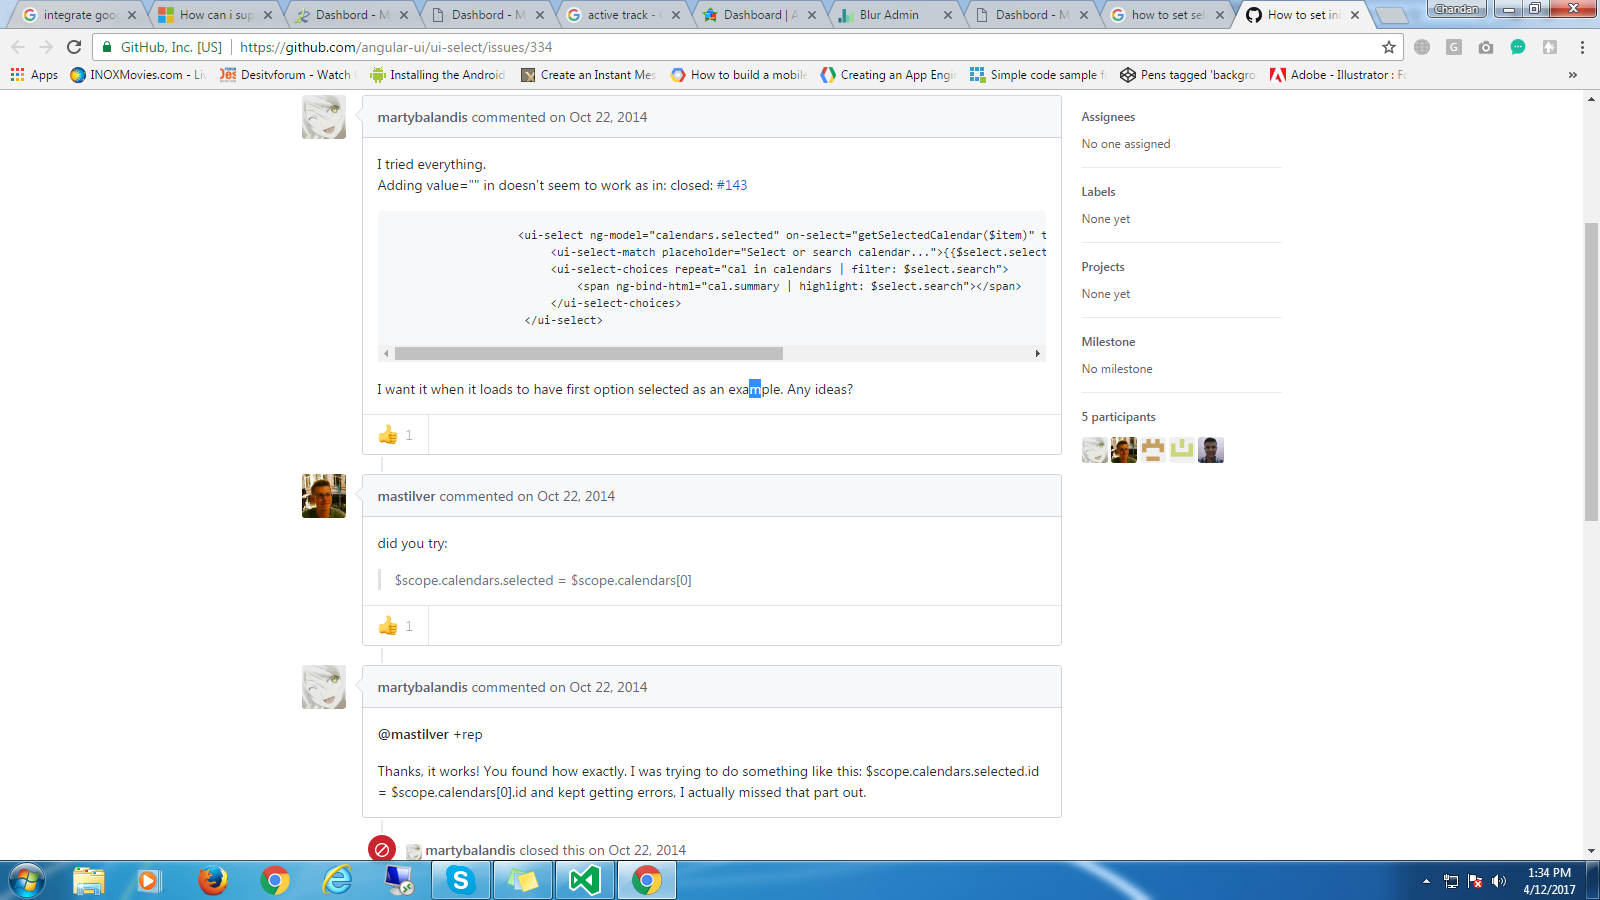 integrate goo
How can i sup
Dashbord - M
Dashbord - M
active track -
Dashboard | A
Blur Admin
Dashbord - M
how to set sel
How to set ini
Chandan
GitHub, Inc. [US] | https://github.com/angular-ui/ui-select/issues/334
Apps
INOXMovies.com - Li
Desitvforum - Watch
Installing the Android
Create an Instant Mes
How to build a mobile
Creating an App Engi
Simple code sample f
Pens tagged 'backgro
Adobe - Illustrator : F
»
martybalandis commented on Oct 22, 2014
I tried everything.
Adding value="" in doesn't seem to work as in: closed: #143
<ui-select ng-model="calendars.selected" on-select="getSelectedCalendar($item)" t
<ui-select-match placeholder="Select or search calendar...">{{$select.select
<ui-select-choices repeat="cal in calendars | filter: $select.search">
<span ng-bind-html="cal.summary | highlight: $select.search"></span>
</ui-select-choices>
</ui-select>
I want it when it loads to have first option selected as an example. Any ideas?
1
mastilver commented on Oct 22, 2014
did you try:
$scope.calendars.selected = $scope.calendars[0]
1
martybalandis commented on Oct 22, 2014
@mastilver +rep
Thanks, it works! You found how exactly. I was trying to do something like this: $scope.calendars.selected.id
= $scope.calendars[0].id and kept getting errors, I actually missed that part out.
martybalandis closed this on Oct 22, 2014
Assignees
No one assigned
Labels
None yet
Projects
None yet
Milestone
No milestone
5 participants
1:34 PM
4/12/2017